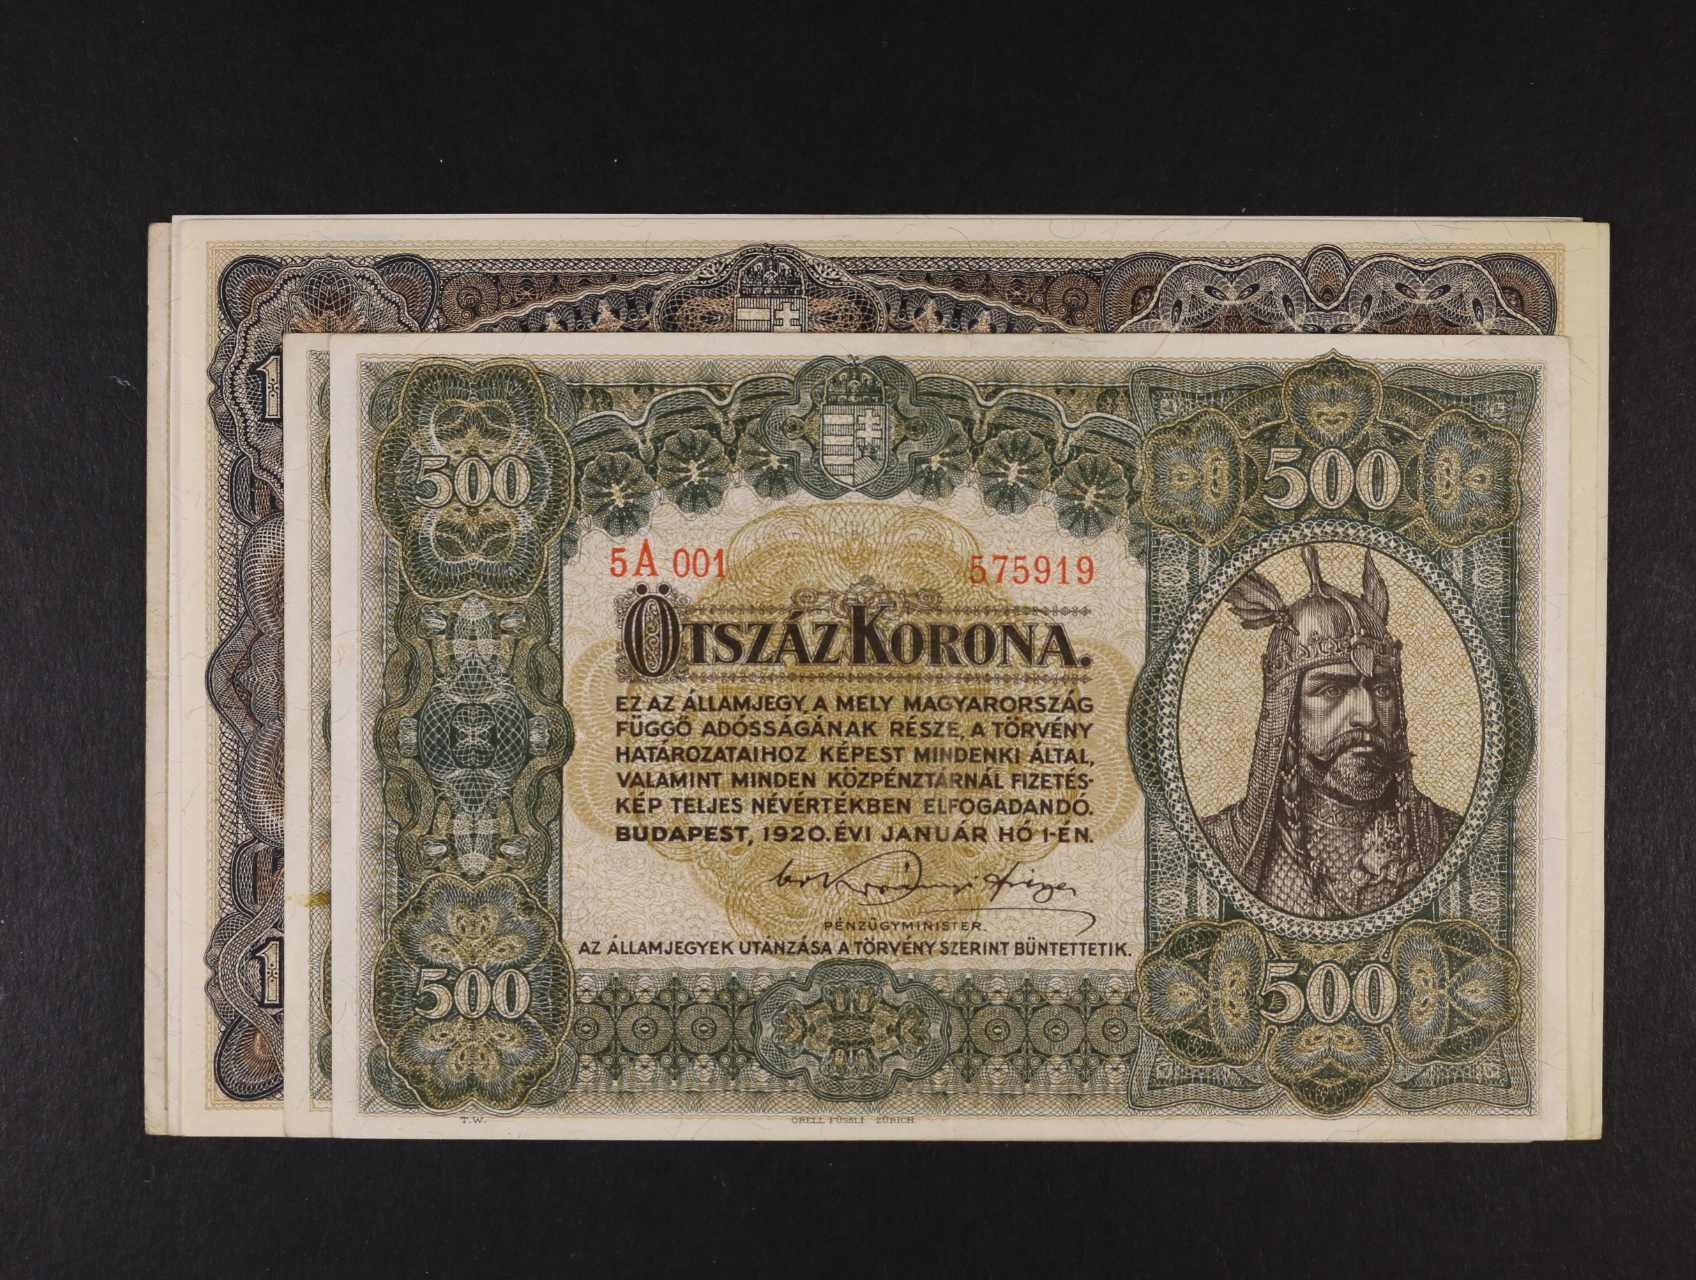 500
500
5A 001 575919
ÖTSZÁZ KORONA.
EZ AZ ÁLLAMJEGY, A MELY MAGYARORSZÁG
FÜGGŐ ADÓSSÁGÁNAK RÉSZE, A TÖRVÉNY
HATÁROZATAIHOZ KÉPEST MINDENKI ÁLTAL,
VALAMINT MINDEN KÖZPÉNZTÁRNÁL FIZETÉS-
KÉP TELJES NÉVÉRTÉKBEN ELFOGADANDÓ.
BUDAPEST, 1920. ÉVI JANUÁR HÓ 1-ÉN.
PÉNZÜGYMINISTER.
AZ ÁLLAMJEGYEK UTÁNZÁSA A TÖRVÉNY SZERINT BÜNTETTETIK.
500
500
T.W. ORELL FÜSSLI ZÜRICH